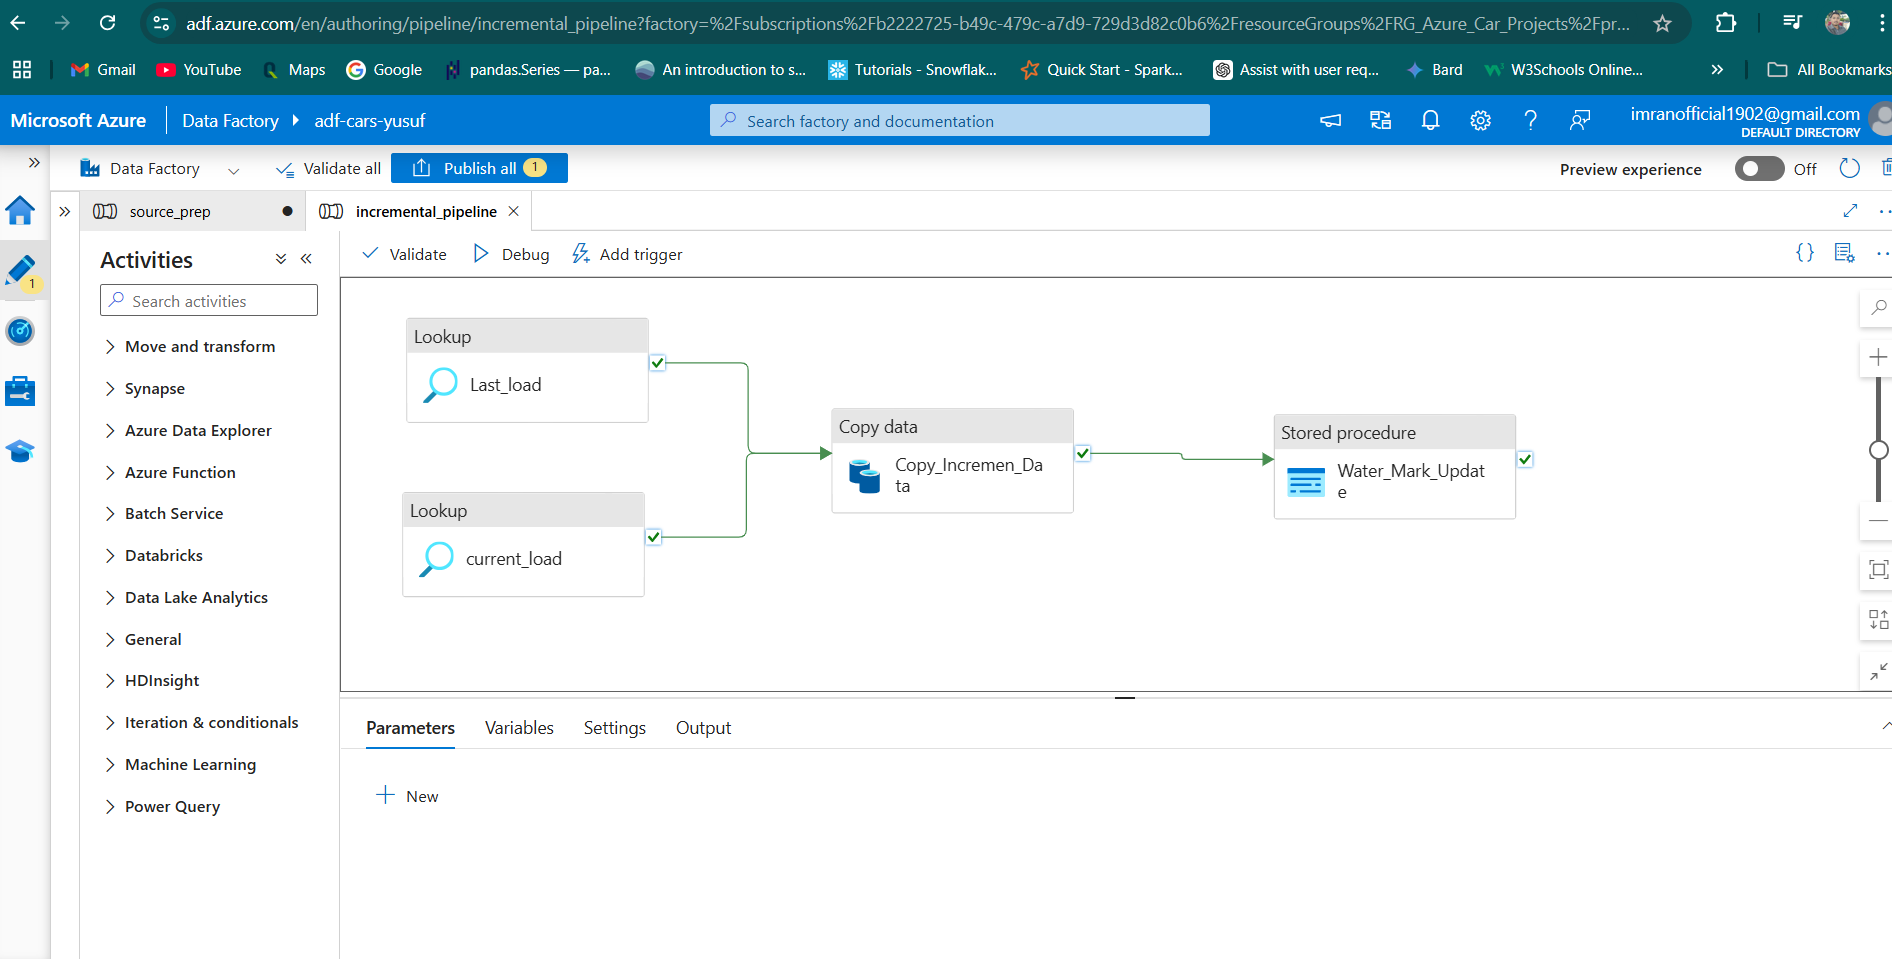 adf.azure.com/en/authoring/pipeline/incremental_pipeline?factory=%2Fsubscriptions%2Fb2222725-b49c-479c-a7d9-729d3d82c0b6%2FresourceGroups%2FRG_Azure_Car_Projects%2Fpr...
Gmail YouTube Maps Google pandas.Series — pa... An introduction to s... Tutorials - Snowflak... Quick Start - Spark... Assist with user req... Bard W3Schools Online... » All Bookmarks
Microsoft Azure Data Factory adf-cars-yusuf Search factory and documentation imranofficial1902@gmail.com
DEFAULT DIRECTORY
Data Factory Validate all Publish all 1 Preview experience Off
source_prep incremental_pipeline
Activities Validate Debug Add trigger {}
1
Search activities
Move and transform
Synapse
Azure Data Explorer
Azure Function
Batch Service
Databricks
Data Lake Analytics
General
HDInsight
Iteration & conditionals
Machine Learning
Power Query
Lookup
Last_load
Lookup
current_load
Copy data
Copy_Incremen_Da
ta
Stored procedure
Water_Mark_Updat
e
Parameters Variables Settings Output
New